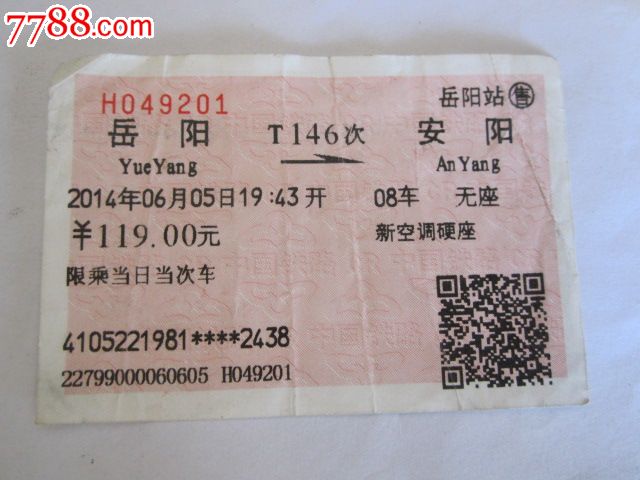 7788.com
H049201 岳阳站售
岳阳 T146次 安阳
YueYang AnYang
2014年06月05日19:43开 08车 无座
¥119.00元 新空调硬座
限乘当日当次车
4105221981****2438
22799000060605 H049201